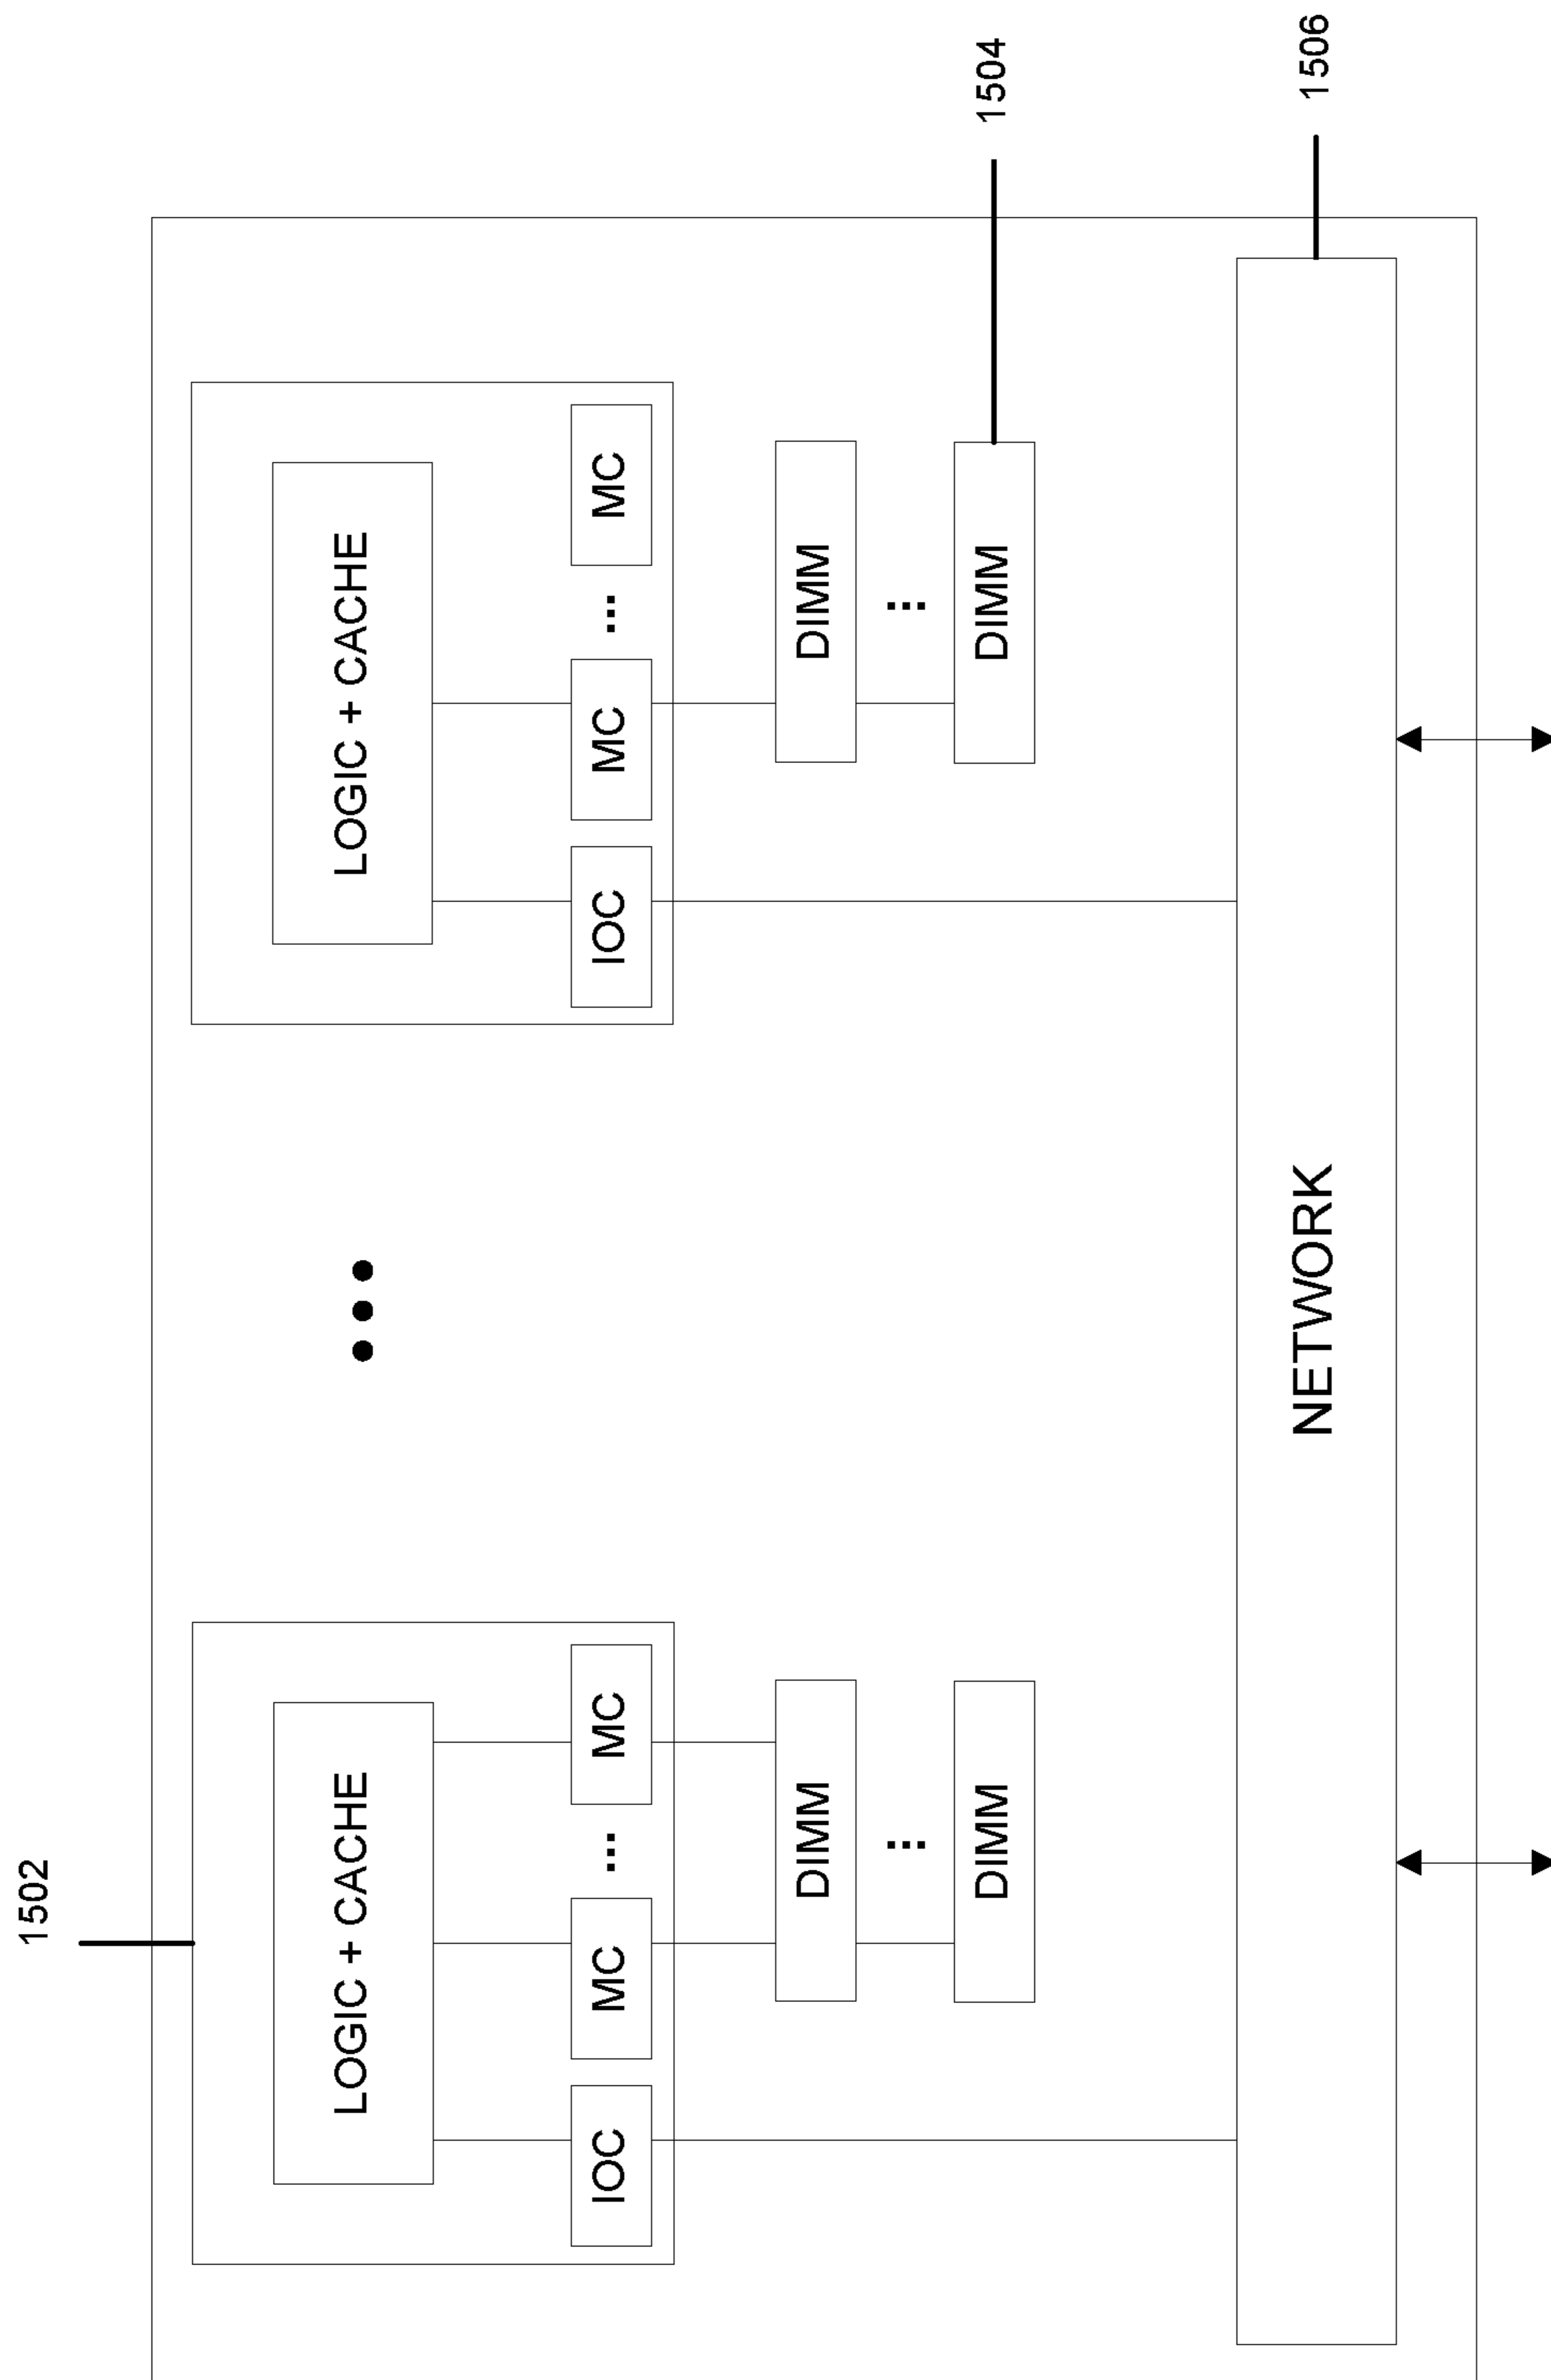 1502
LOGIC + CACHE
LOGIC + CACHE
IOC
MC
...
MC
IOC
MC
...
MC
DIMM
DIMM
DIMM
DIMM
1504
NETWORK
1506